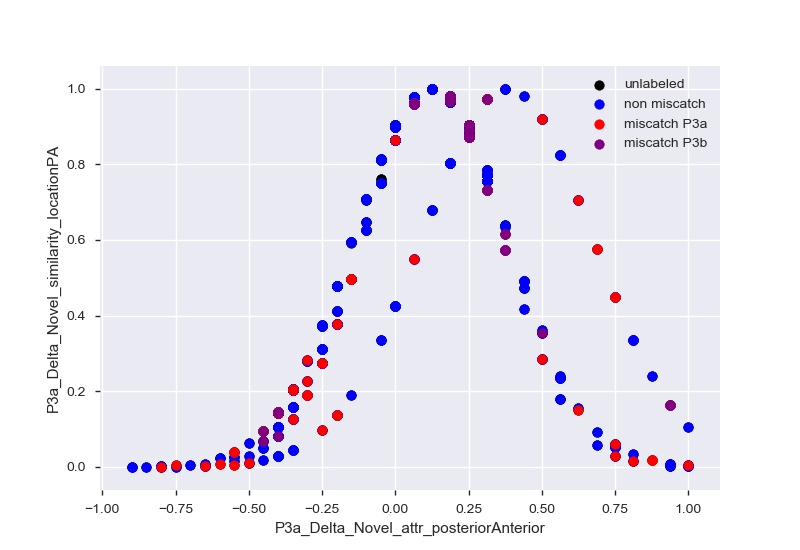 1.0
0.8
0.6
0.4
0.2
0.0
P3a_Delta_Novel_similarity_locationPA
unlabeled
non miscatch
miscatch P3a
miscatch P3b
−1.00 −0.75 −0.50 −0.25 0.00 0.25 0.50 0.75 1.00
P3a_Delta_Novel_attr_posteriorAnterior